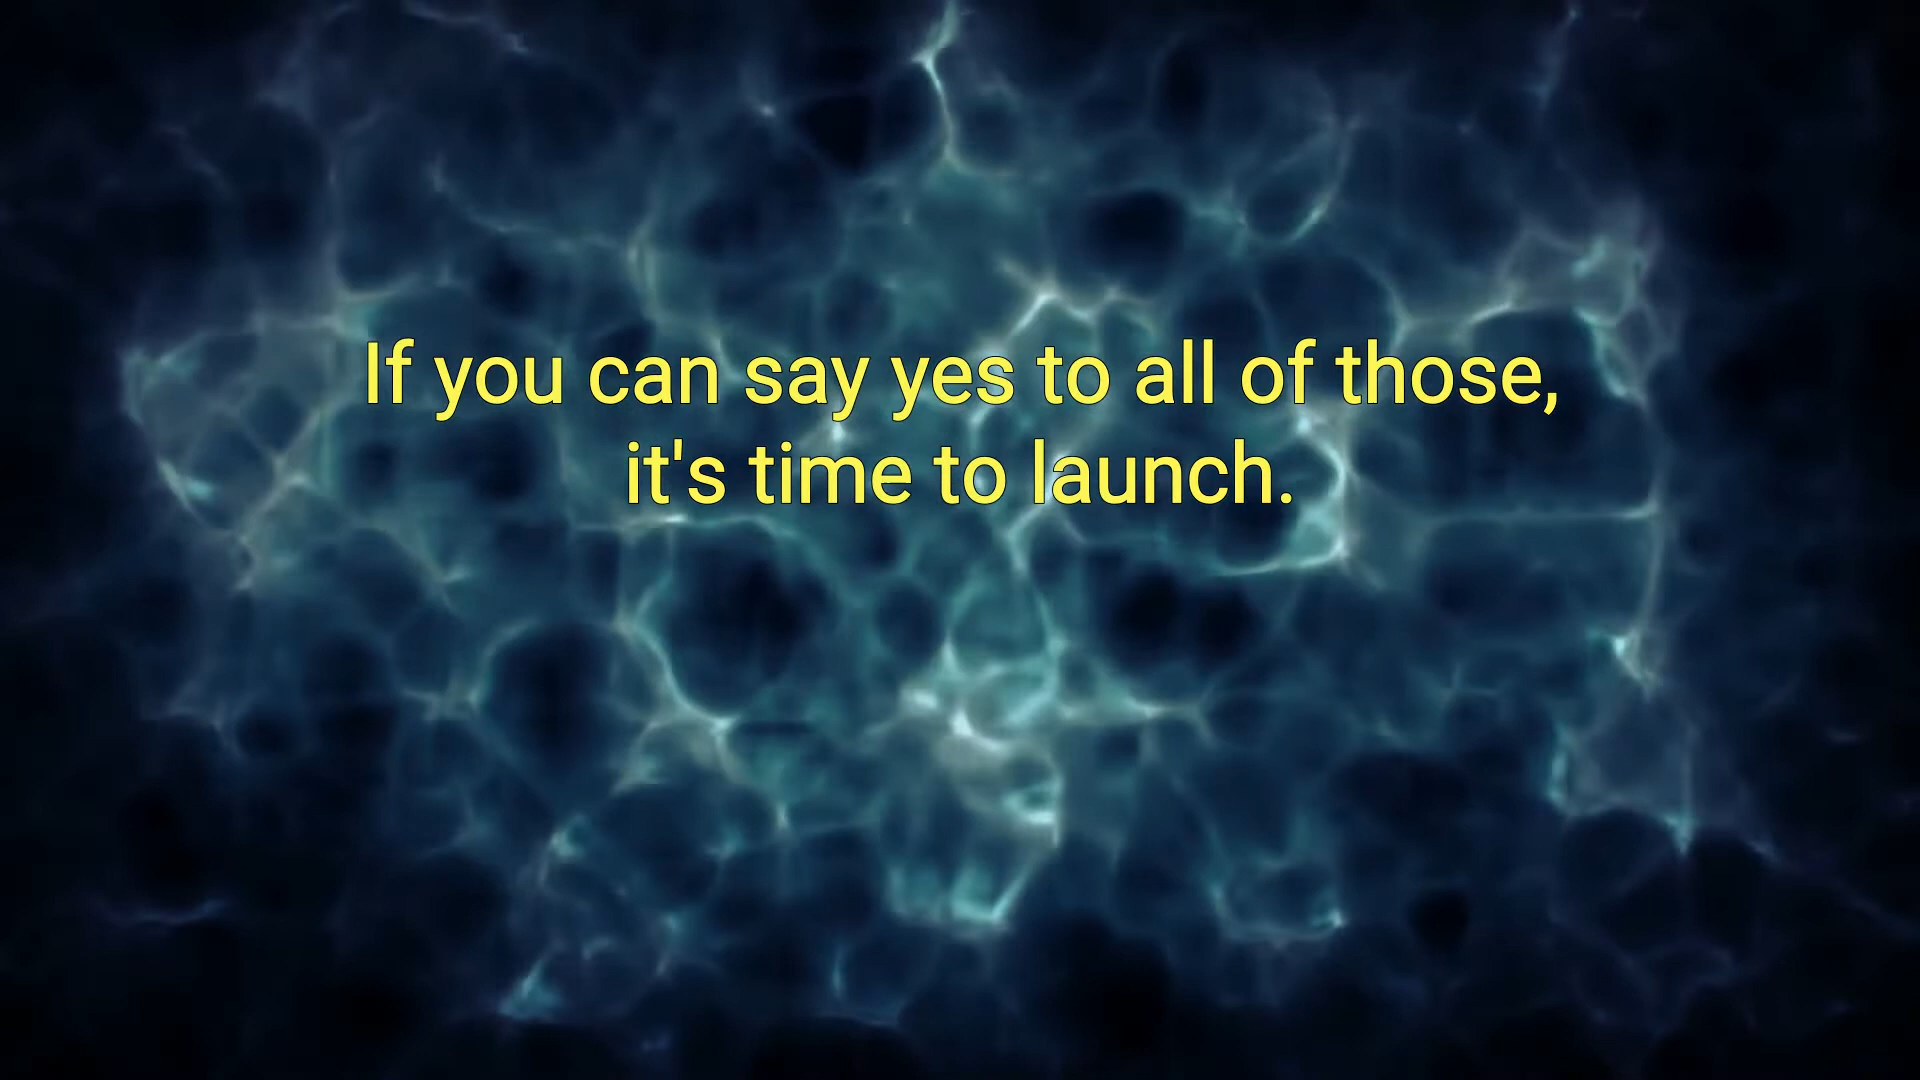 If you can say yes to all of those,
it's time to launch.